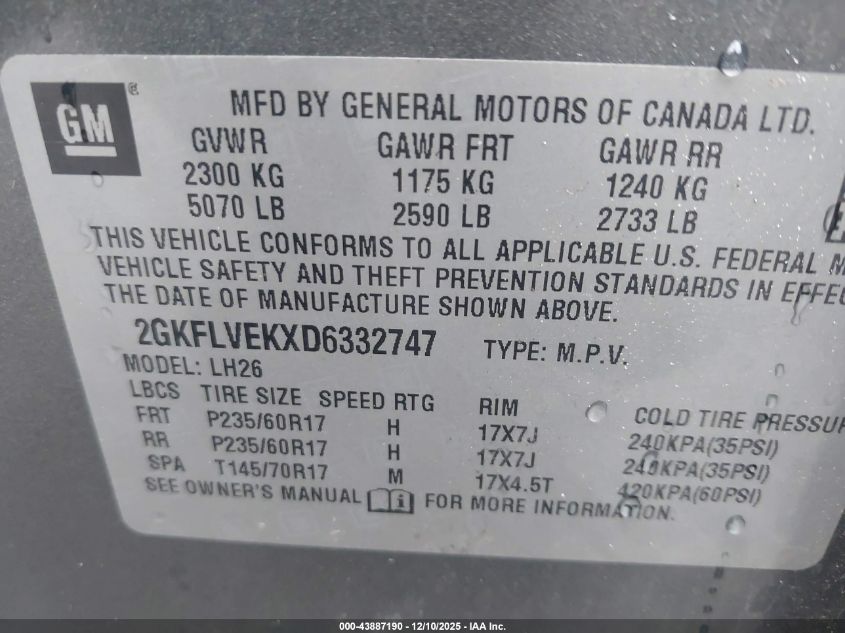 GM ®
MFD BY GENERAL MOTORS OF CANADA LTD.
GVWR GAWR FRT GAWR RR
2300 KG 1175 KG 1240 KG
5070 LB 2590 LB 2733 LB
THIS VEHICLE CONFORMS TO ALL APPLICABLE U.S. FEDERAL M
VEHICLE SAFETY AND THEFT PREVENTION STANDARDS IN EFFE
THE DATE OF MANUFACTURE SHOWN ABOVE.
2GKFLVEKXD6332747 TYPE: M.P.V.
MODEL: LH26
LBCS TIRE SIZE SPEED RTG RIM COLD TIRE PRESSUR
FRT P235/60R17 H 17X7J 240KPA(35PSI)
RR P235/60R17 H 17X7J 240KPA(35PSI)
SPA T145/70R17 M 17X4.5T 420KPA(60PSI)
SEE OWNER'S MANUAL i FOR MORE INFORMATION.
000-43887190 - 12/10/2025 - IAA Inc.